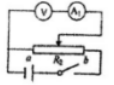 V A₁
a R₂ b